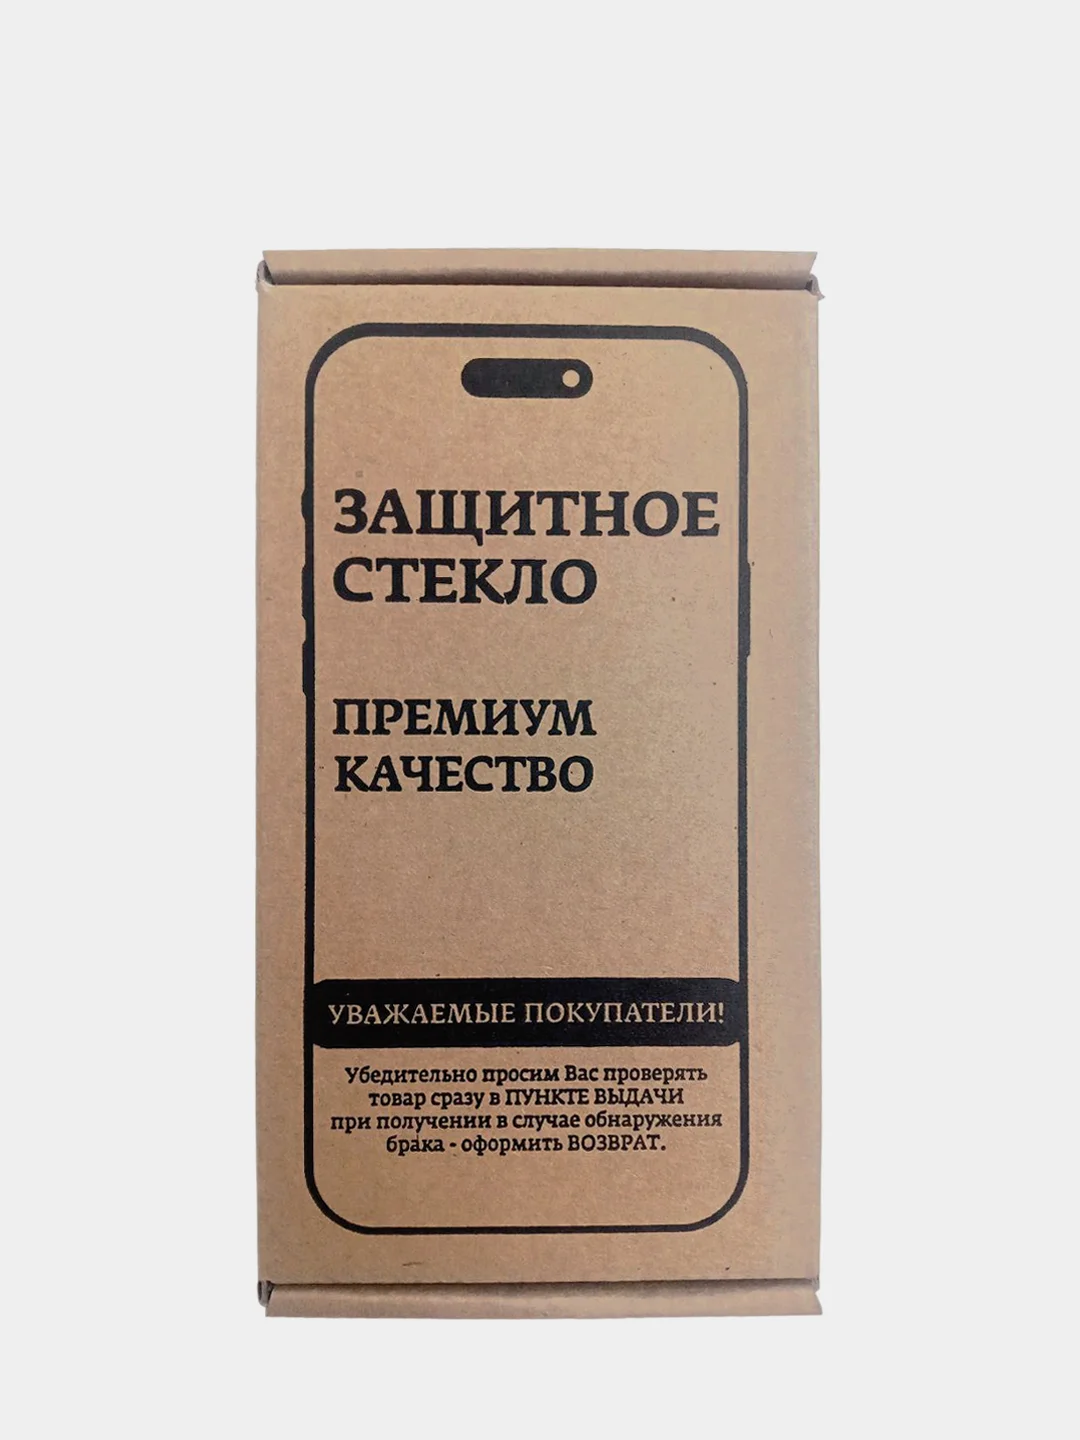 ЗАЩИТНОЕ
СТЕКЛО
ПРЕМИУМ
КАЧЕСТВО
УВАЖАЕМЫЕ ПОКУПАТЕЛИ!
Убедительно просим Вас проверять
товар сразу в ПУНКТЕ ВЫДАЧИ
при получении в случае обнаружения
брака - оформить ВОЗВРАТ.